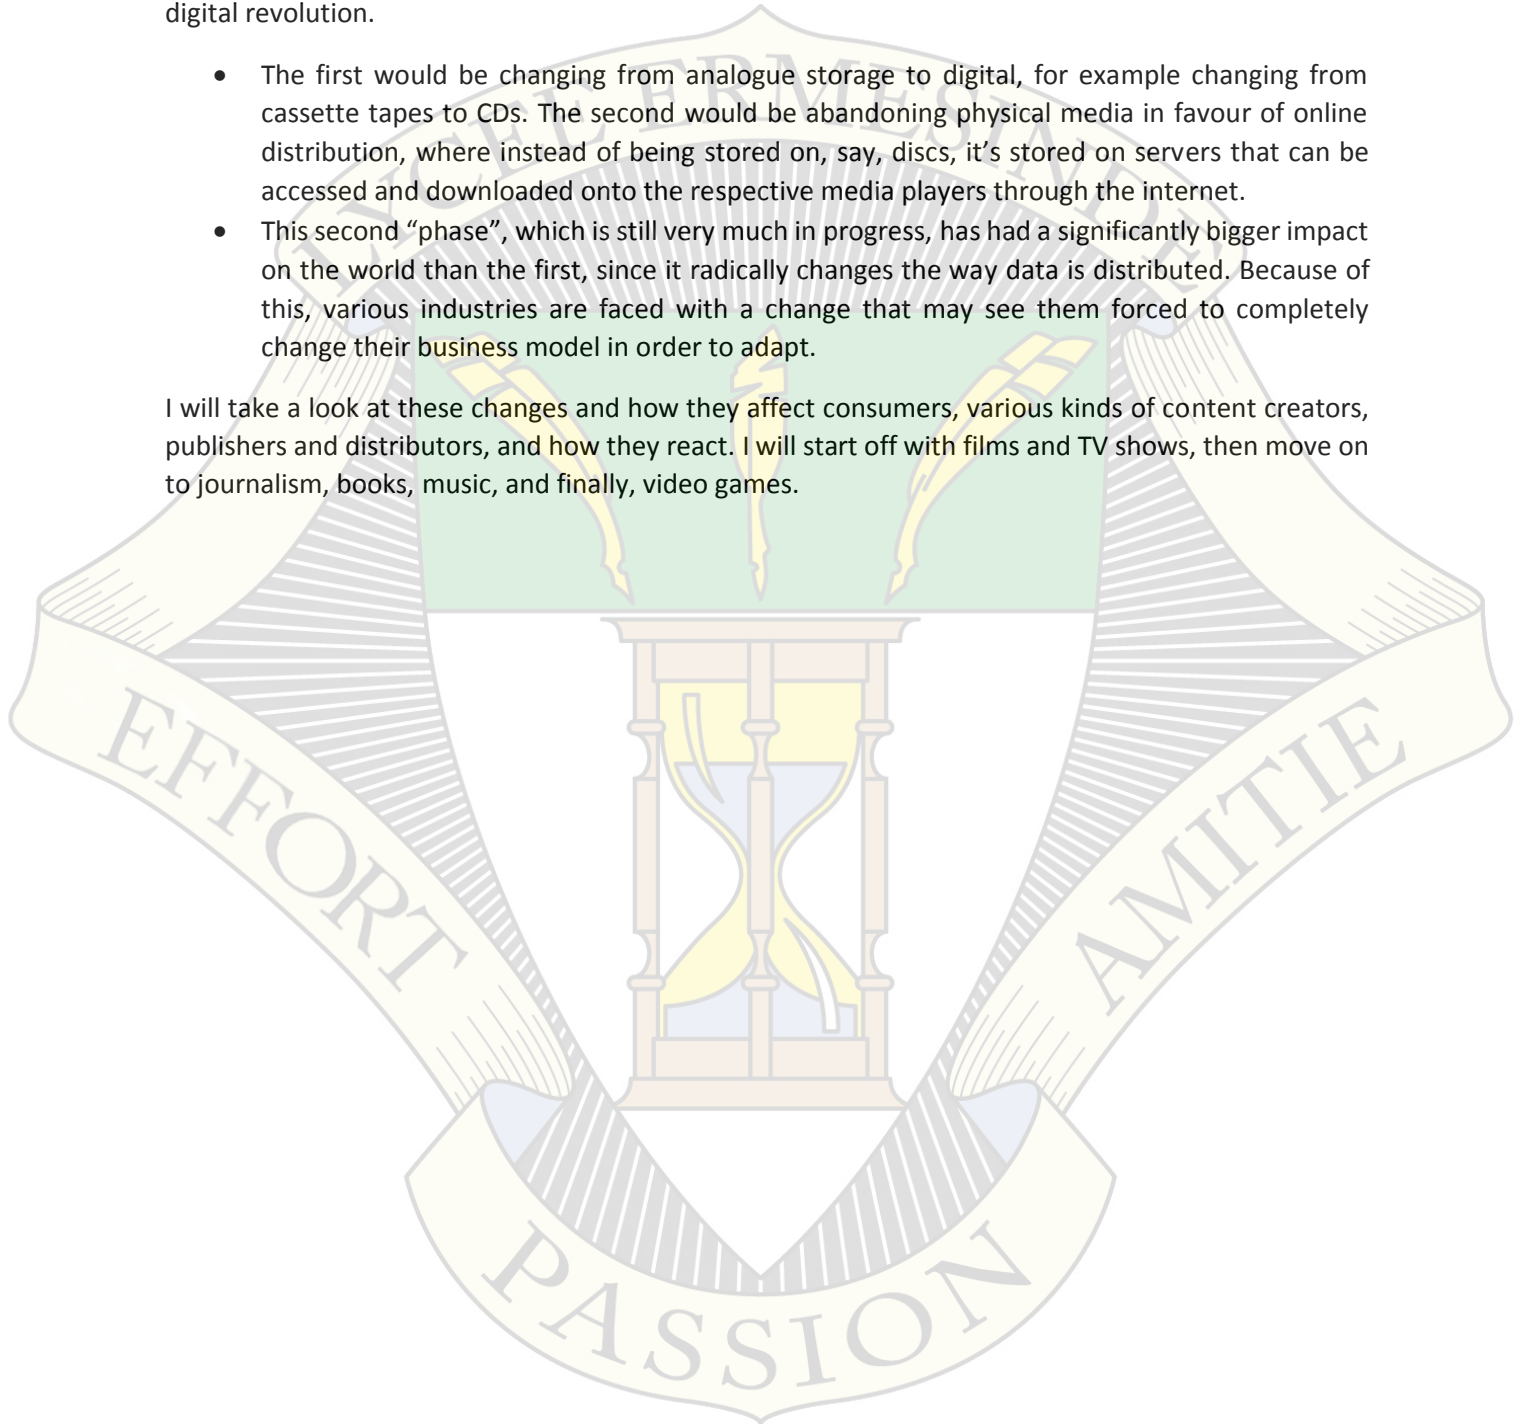 digital revolution.
• The first would be changing from analogue storage to digital, for example changing from
cassette tapes to CDs. The second would be abandoning physical media in favour of online
distribution, where instead of being stored on, say, discs, it’s stored on servers that can be
accessed and downloaded onto the respective media players through the internet.
• This second “phase”, which is still very much in progress, has had a significantly bigger impact
on the world than the first, since it radically changes the way data is distributed. Because of
this, various industries are faced with a change that may see them forced to completely
change their business model in order to adapt.
I will take a look at these changes and how they affect consumers, various kinds of content creators,
publishers and distributors, and how they react. I will start off with films and TV shows, then move on
to journalism, books, music, and finally, video games.
LYCEE ERMESINDE
EFFORT
AMITIE
PASSION